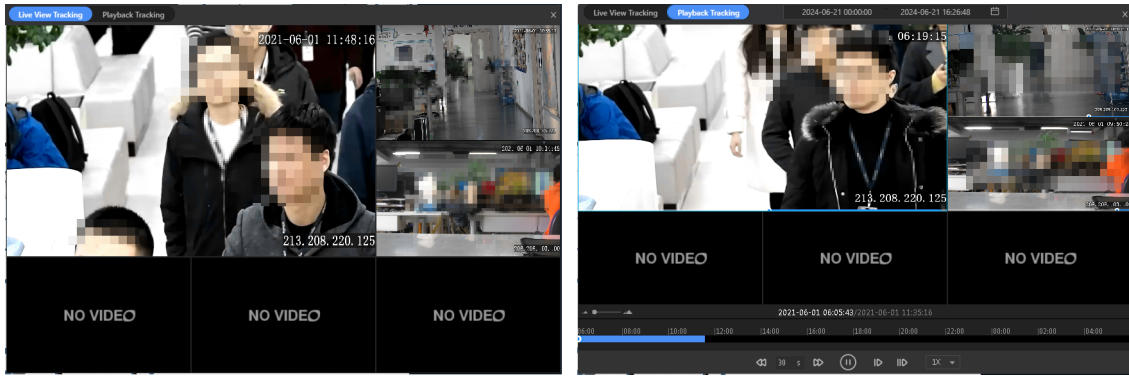 Live View Tracking Playback Tracking
2021-06-01 11:48:16
213.208.220.125
NO VIDEO
NO VIDEO
NO VIDEO
Live View Tracking Playback Tracking 2024-06-21 00:00:00 2024-06-21 16:26:48
06:19:15
213.208.220.125
NO VIDEO
NO VIDEO
NO VIDEO
2021-06-01 06:05:43/2021-06-01 11:35:16
06:00 08:00 10:00 12:00 14:00 16:00 18:00 20:00 22:00 00:00 02:00 04:00
30 s 1X